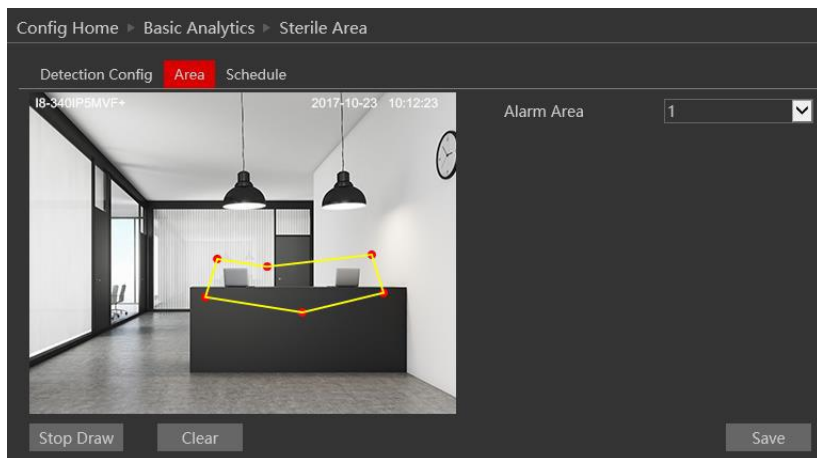 Config Home ▶ Basic Analytics ▶ Sterile Area
Detection Config Area Schedule
I8-340IP5MVF+ 2017-10-23 10:12:23
Alarm Area 1
Stop Draw Clear Save